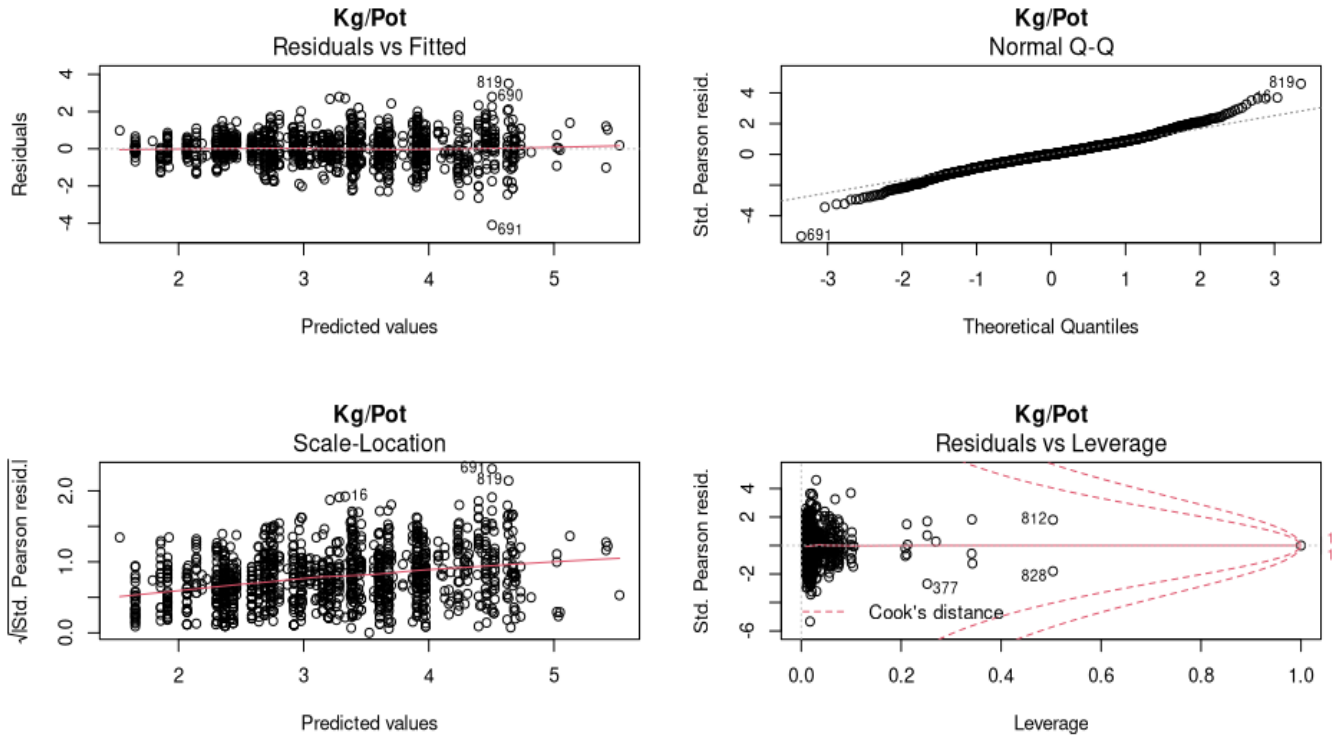 Kg/Pot
Residuals vs Fitted
Residuals
4
2
0
-2
-4
819
690
691
2 3 4 5
Predicted values
Kg/Pot
Normal Q-Q
Std. Pearson resid.
4
2
0
-4
819
16
691
-3 -2 -1 0 1 2 3
Theoretical Quantiles
Kg/Pot
Scale-Location
√|Std. Pearson resid.|
2.0
1.0
0.0
691
819
16
2 3 4 5
Predicted values
Kg/Pot
Residuals vs Leverage
Std. Pearson resid.
4
2
0
-2
-6
812
828
377
1
1
Cook's distance
0.0 0.2 0.4 0.6 0.8 1.0
Leverage